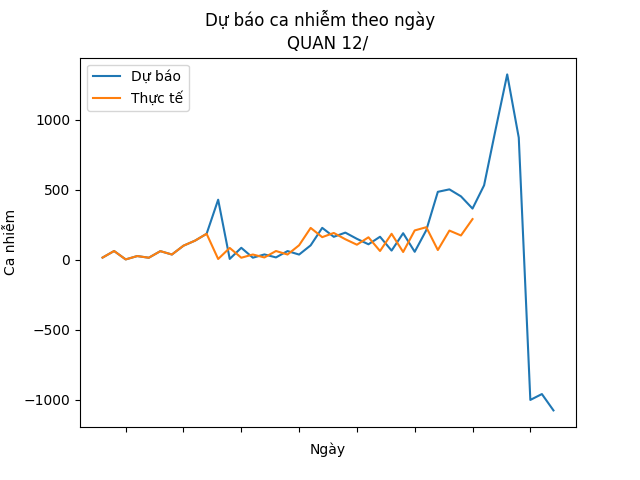 Dự báo ca nhiễm theo ngày
QUAN 12/
Dự báo
Thực tế
1000
500
0
−500
−1000
Ca nhiễm
Ngày